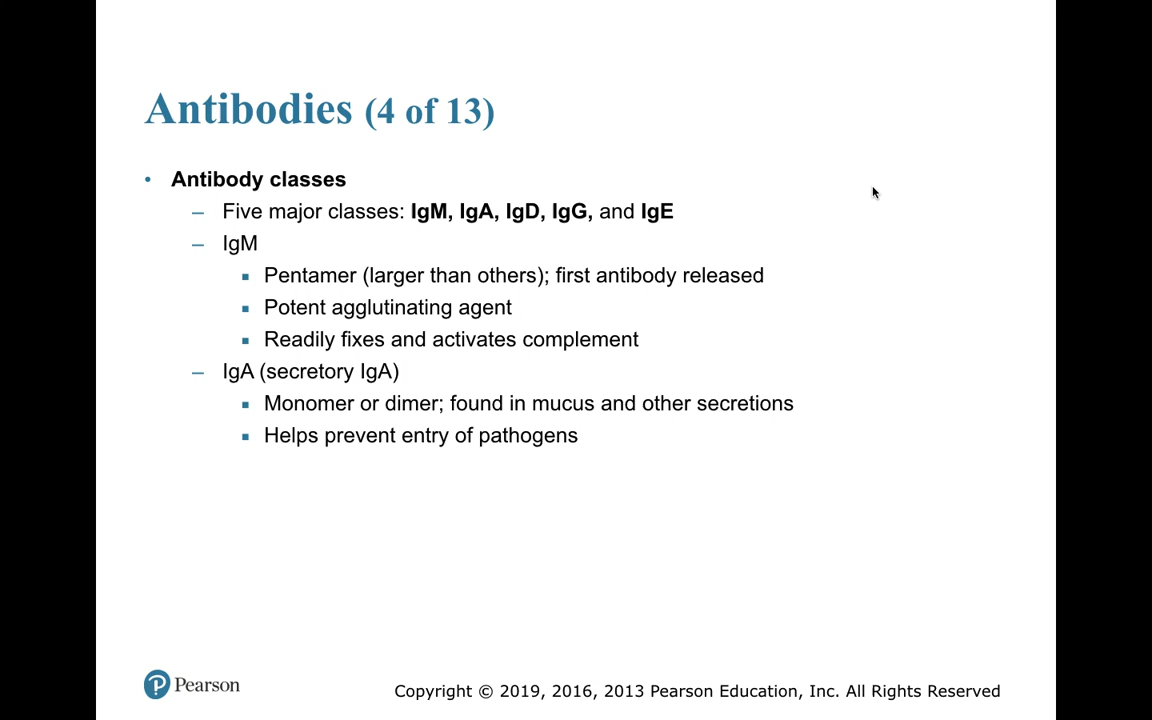 Antibodies (4 of 13)
• Antibody classes
– Five major classes: IgM, IgA, IgD, IgG, and IgE
– IgM
▪ Pentamer (larger than others); first antibody released
▪ Potent agglutinating agent
▪ Readily fixes and activates complement
– IgA (secretory IgA)
▪ Monomer or dimer; found in mucus and other secretions
▪ Helps prevent entry of pathogens
P Pearson
Copyright © 2019, 2016, 2013 Pearson Education, Inc. All Rights Reserved